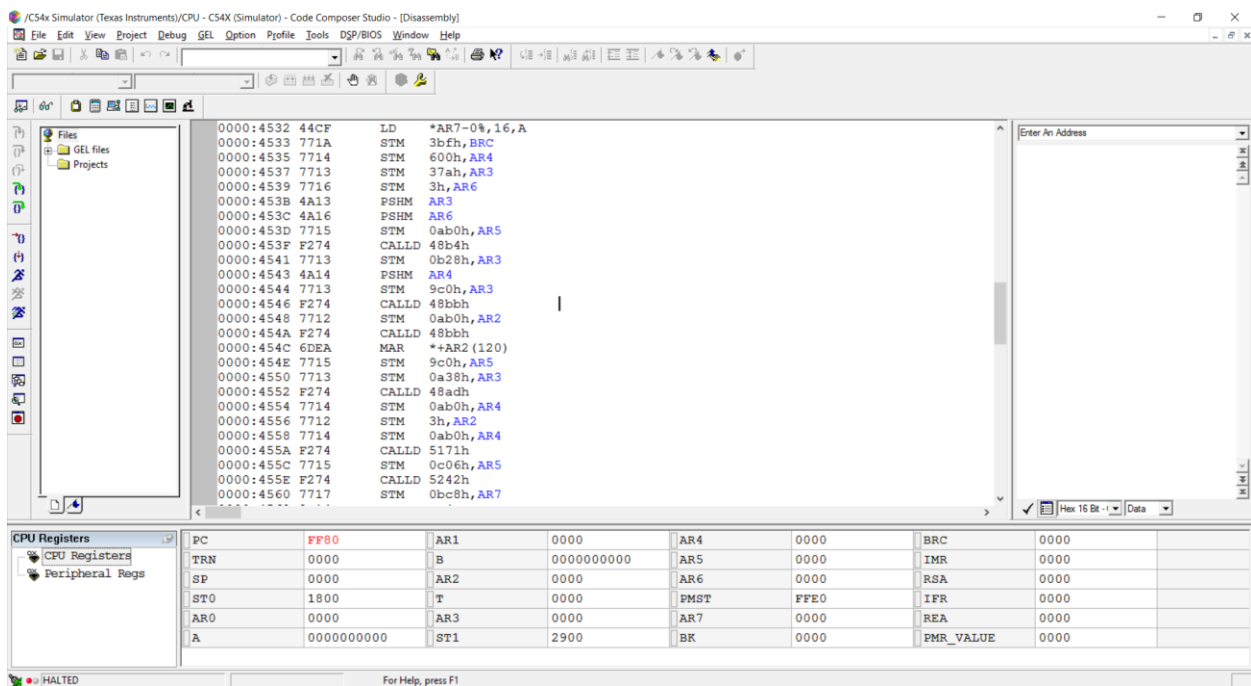 /C54x Simulator (Texas Instruments)/CPU - C54X (Simulator) - Code Composer Studio - [Disassembly]
File Edit View Project Debug GEL Option Profile Tools DSP/BIOS Window Help
Files
GEL files
Projects
0000:4532 44CF LD *AR7-0%,16,A
0000:4533 771A STM 3bfh,BRC
0000:4535 7714 STM 600h,AR4
0000:4537 7713 STM 37ah,AR3
0000:4539 7716 STM 3h,AR6
0000:453B 4A13 PSHM AR3
0000:453C 4A16 PSHM AR6
0000:453D 7715 STM 0ab0h,AR5
0000:453F F274 CALLD 48b4h
0000:4541 7713 STM 0b28h,AR3
0000:4543 4A14 PSHM AR4
0000:4544 7713 STM 9c0h,AR3
0000:4546 F274 CALLD 48bbh
0000:4548 7712 STM 0ab0h,AR2
0000:454A F274 CALLD 48bbh
0000:454C 6DEA MAR *+AR2(120)
0000:454E 7715 STM 9c0h,AR5
0000:4550 7713 STM 0a38h,AR3
0000:4552 F274 CALLD 48adh
0000:4554 7714 STM 0ab0h,AR4
0000:4556 7712 STM 3h,AR2
0000:4558 7714 STM 0ab0h,AR4
0000:455A F274 CALLD 5171h
0000:455C 7715 STM 0c06h,AR5
0000:455E F274 CALLD 5242h
0000:4560 7717 STM 0bc8h,AR7
Enter An Address
Hex 16 Bit - Data
CPU Registers
CPU Registers
Peripheral Regs
PC FF80 AR1 0000 AR4 0000 BRC 0000
TRN 0000 B 0000000000 AR5 0000 IMR 0000
SP 0000 AR2 0000 AR6 0000 RSA 0000
ST0 1800 T 0000 PMST FFE0 IFR 0000
AR0 0000 AR3 0000 AR7 0000 REA 0000
A 0000000000 ST1 2900 BK 0000 PMR_VALUE 0000
HALTED For Help, press F1